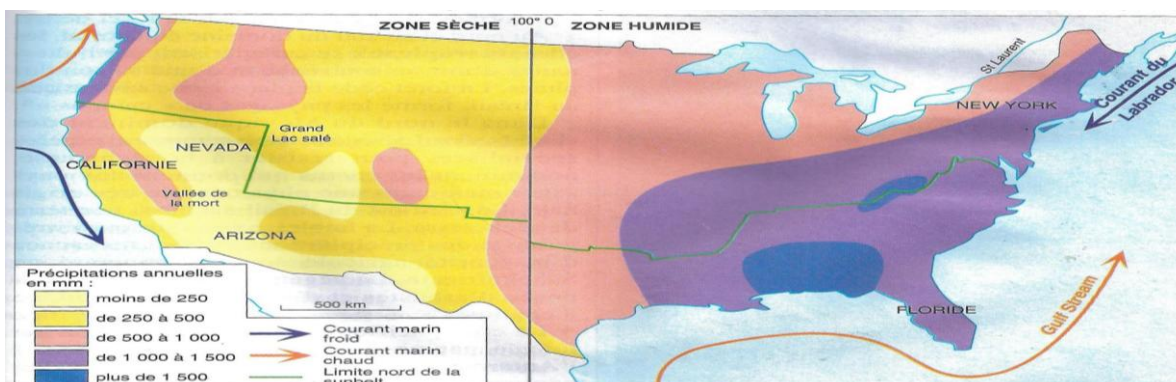 ZONE SÈCHE 100° O ZONE HUMIDE
St Laurent
Courant du
Labrador
NEW YORK
Grand
Lac salé
NEVADA
CALIFORNIE
Vallée de
la mort
ARIZONA
FLORIDE
Gulf Stream
500 km
Précipitations annuelles
en mm :
moins de 250
de 250 à 500
de 500 à 1 000
de 1 000 à 1 500
plus de 1 500
Courant marin
froid
Courant marin
chaud
Limite nord de la
sunbelt